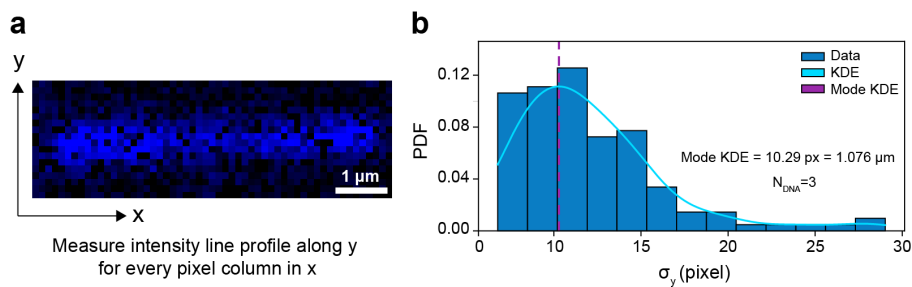 a
y
1 µm
x
Measure intensity line profile along y
for every pixel column in x
b
PDF
0.12
0.08
0.04
0.00
Data
KDE
Mode KDE
Mode KDE = 10.29 px = 1.076 µm
N_DNA=3
0 10 15 20 25 30
σ_y (pixel)